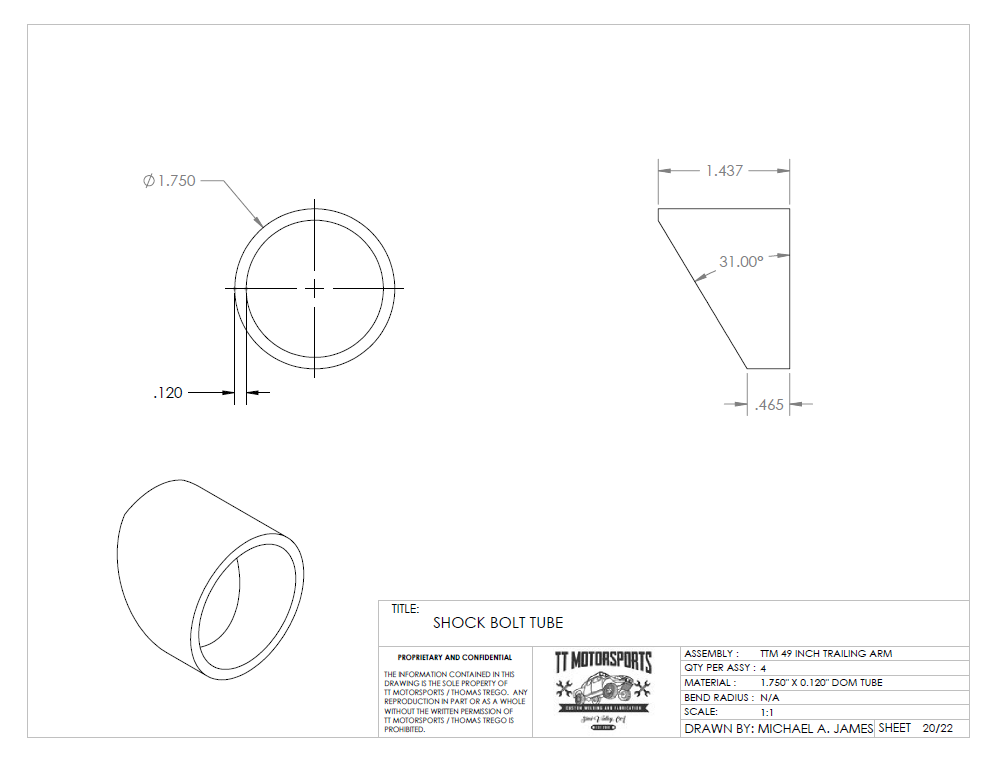 Ø1.750
1.437
31.00°
.120
.465
TITLE:
SHOCK BOLT TUBE
PROPRIETARY AND CONFIDENTIAL
THE INFORMATION CONTAINED IN THIS
DRAWING IS THE SOLE PROPERTY OF
TT MOTORSPORTS / THOMAS TREGO. ANY
REPRODUCTION IN PART OR AS A WHOLE
WITHOUT THE WRITTEN PERMISSION OF
TT MOTORSPORTS / THOMAS TREGO IS
PROHIBITED.
TT MOTORSPORTS
CUSTOM WELDING AND FABRICATION
ASSEMBLY : TTM 49 INCH TRAILING ARM
QTY PER ASSY : 4
MATERIAL : 1.750" X 0.120" DOM TUBE
BEND RADIUS : N/A
SCALE: 1:1
DRAWN BY: MICHAEL A. JAMES SHEET 20/22